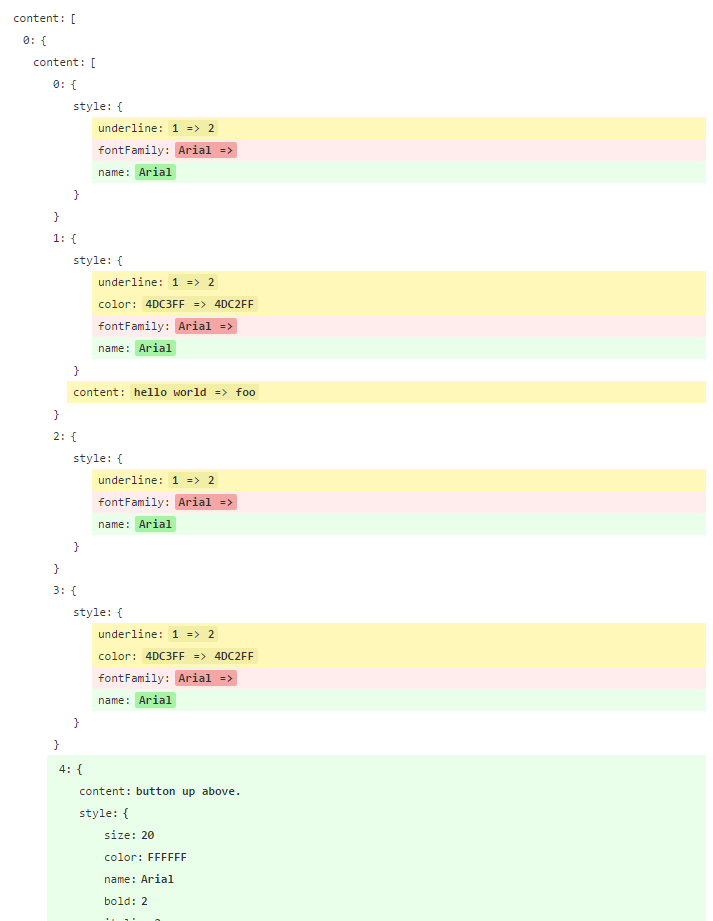 content: [
0: {
content: [
0: {
style: {
underline: 1 => 2
fontFamily: Arial =>
name: Arial
}
}
1: {
style: {
underline: 1 => 2
color: 4DC3FF => 4DC2FF
fontFamily: Arial =>
name: Arial
}
content: hello world => foo
}
2: {
style: {
underline: 1 => 2
fontFamily: Arial =>
name: Arial
}
}
3: {
style: {
underline: 1 => 2
color: 4DC3FF => 4DC2FF
fontFamily: Arial =>
name: Arial
}
}
4: {
content: button up above.
style: {
size: 20
color: FFFFFF
name: Arial
bold: 2